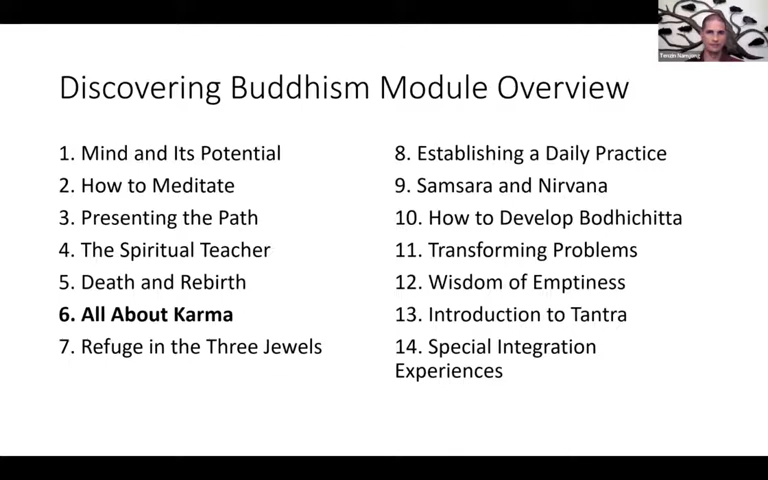 Tenzin Namjong
Discovering Buddhism Module Overview
1. Mind and Its Potential
2. How to Meditate
3. Presenting the Path
4. The Spiritual Teacher
5. Death and Rebirth
6. All About Karma
7. Refuge in the Three Jewels
8. Establishing a Daily Practice
9. Samsara and Nirvana
10. How to Develop Bodhichitta
11. Transforming Problems
12. Wisdom of Emptiness
13. Introduction to Tantra
14. Special Integration
Experiences